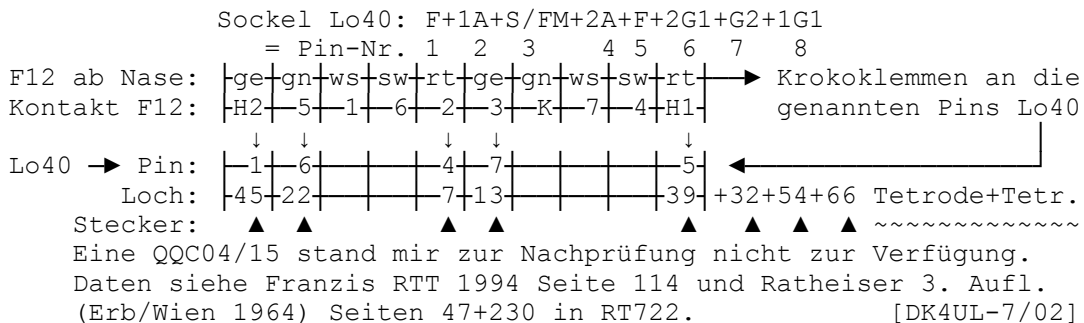 Sockel Lo40: F+1A+S/FM+2A+F+2G1+G2+1G1
= Pin-Nr. 1 2 3 4 5 6 7 8
F12 ab Nase: ├ge┼gn┼ws┼sw┼rt┼ge┼gn┼ws┼sw┼rt┼──► Krokoklemmen an die
Kontakt F12: ├H2┼─5┼─1┼─6┼─2┼─3┼─K┼─7┼─4┼H1┤ genannten Pins Lo40
↓ ↓ ↓ ↓ ↓
Lo40 ─► Pin: ├─1┼─6┼──┼──┼─4┼─7┼──┼──┼──┼─5┤ ◄
Loch: ├45┼22┼──┼──┼─7┼13┼──┼──┼──┼39┤ +32+54+66 Tetrode+Tetr.
Stecker: ▲ ▲ ▲ ▲ ▲ ▲ ▲ ▲ ~~~~~~~~~~~~~
Eine QQC04/15 stand mir zur Nachprüfung nicht zur Verfügung.
Daten siehe Franzis RTT 1994 Seite 114 und Ratheiser 3. Aufl.
(Erb/Wien 1964) Seiten 47+230 in RT722. [DK4UL-7/02]